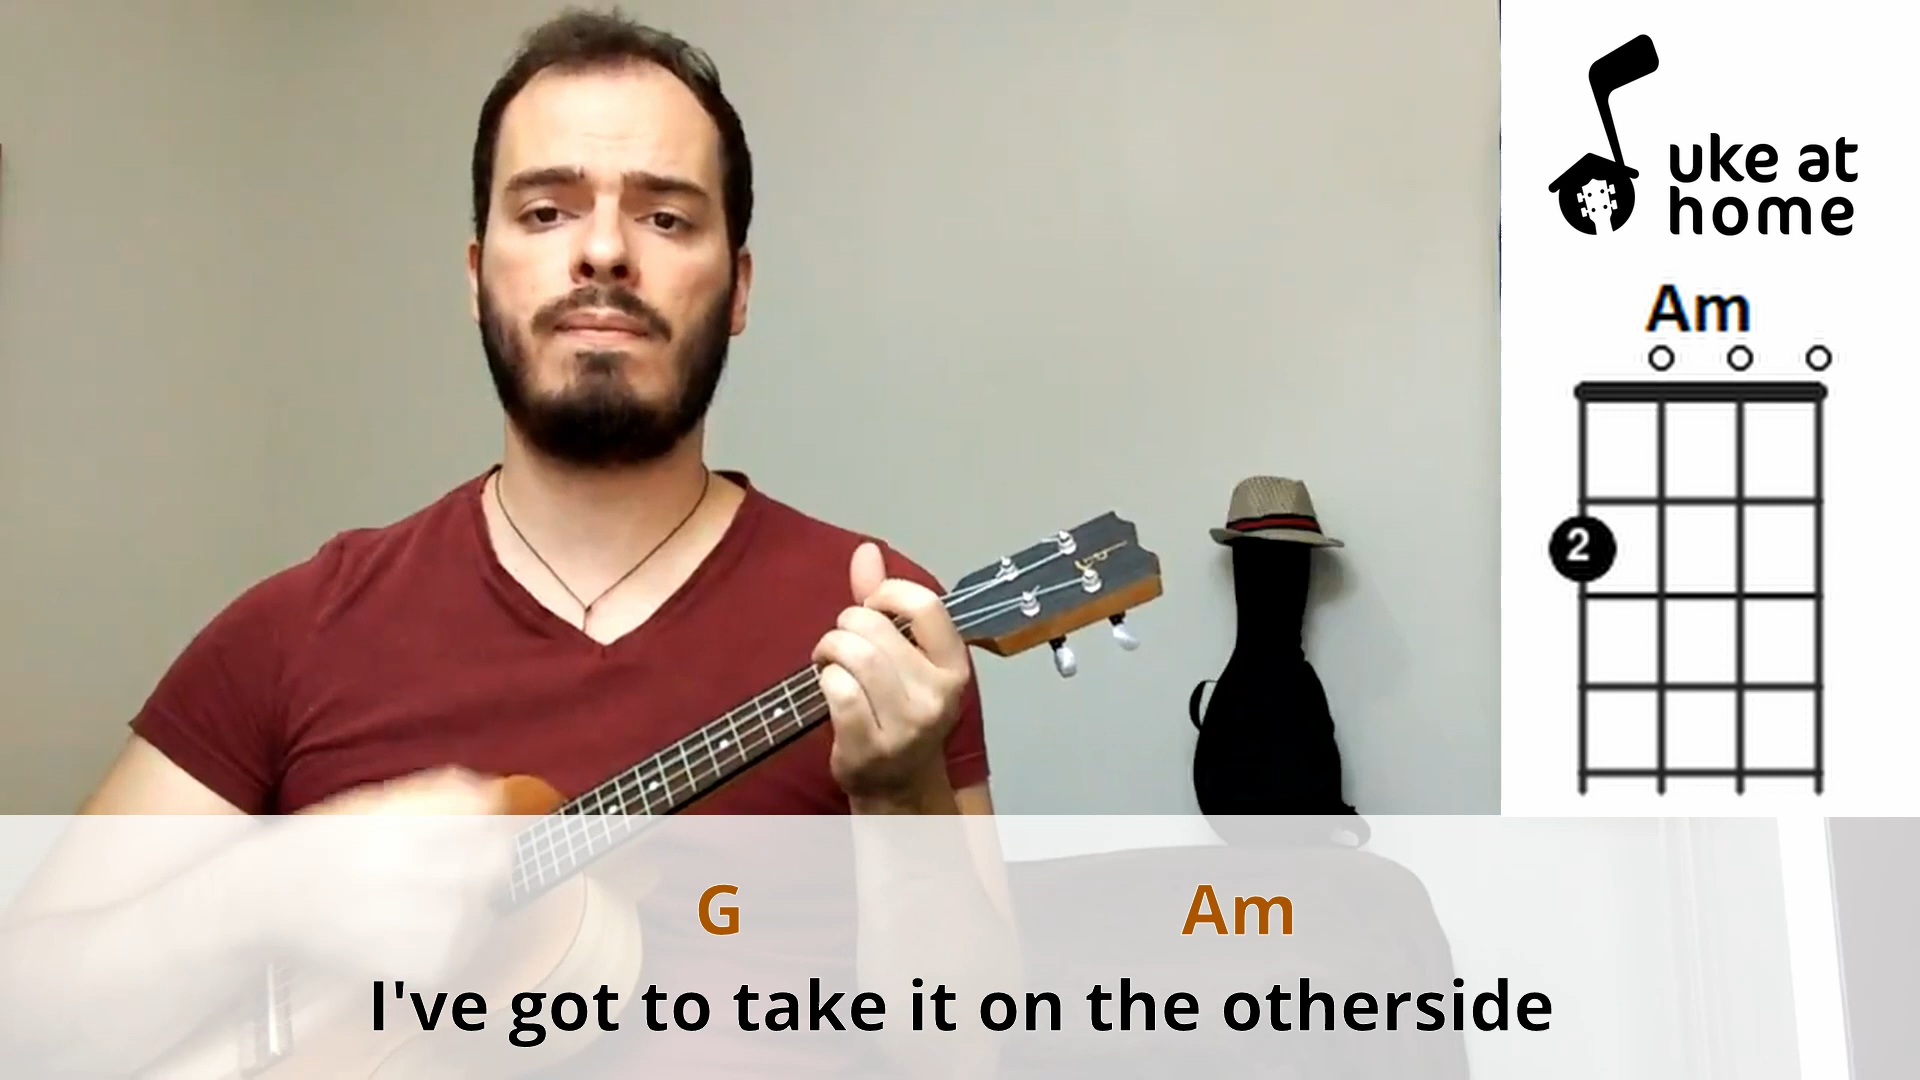 uke at
home
Am
2
G Am
I've got to take it on the otherside